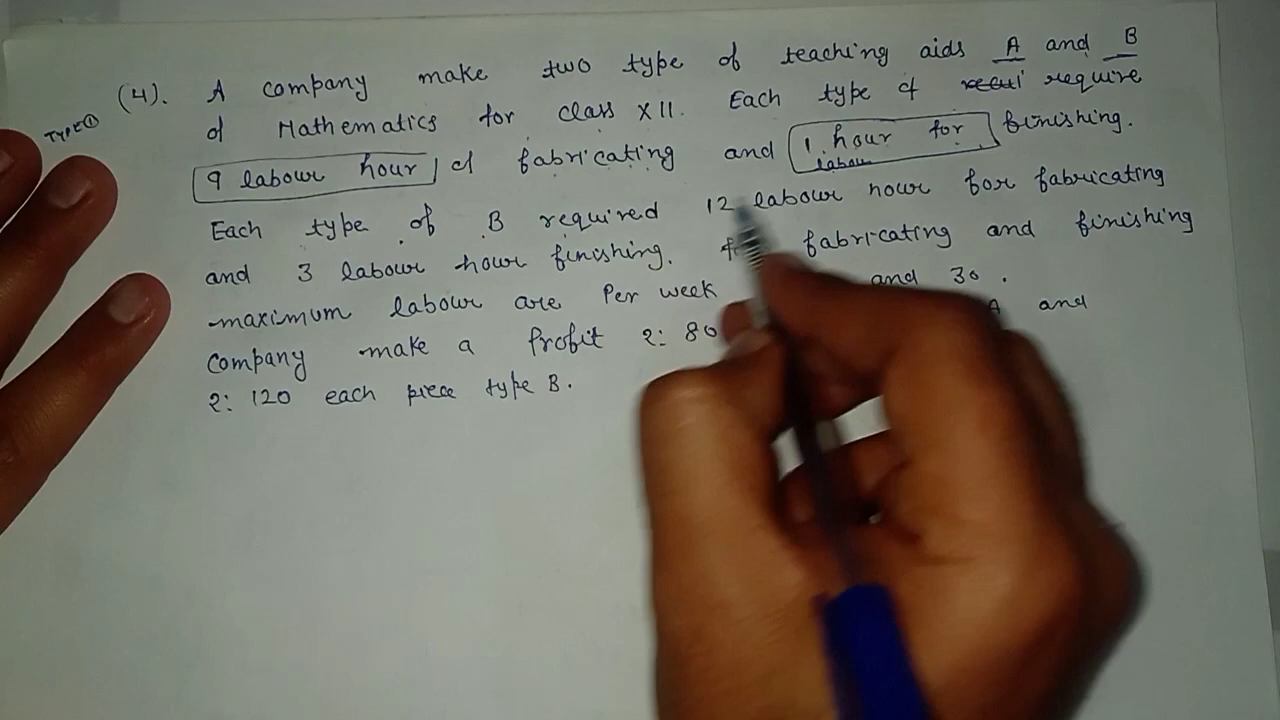 TYPE ①
(4). A company make two type of teaching aids A and B
of Mathematics for class XII. Each type of require
9 labour hour of fabricating and 1 hour for finishing.
labour
Each type of B required 12 labour hour for fabricating
and 3 labour hour finishing. fabricating and finishing
maximum labour are Per week and 30.
company make a Profit 80 A and
120 each piece type B.